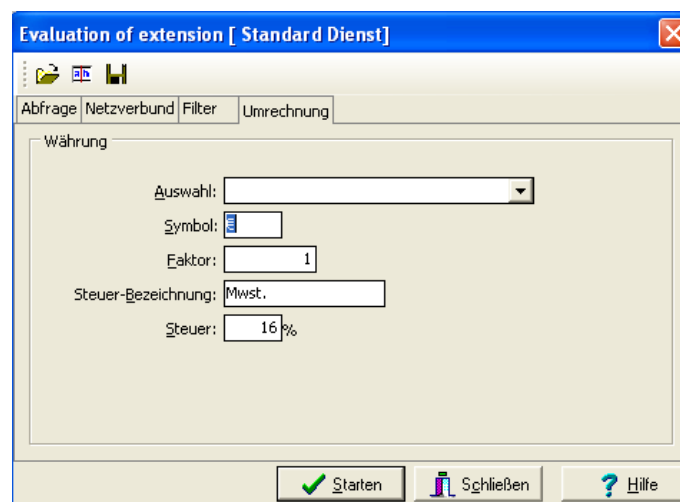 Evaluation of extension [ Standard Dienst]
Abfrage Netzverbund Filter Umrechnung
Währung
Auswahl:
Symbol:
Faktor: 1
Steuer-Bezeichnung: Mwst.
Steuer: 16 %
Starten Schließen ? Hilfe